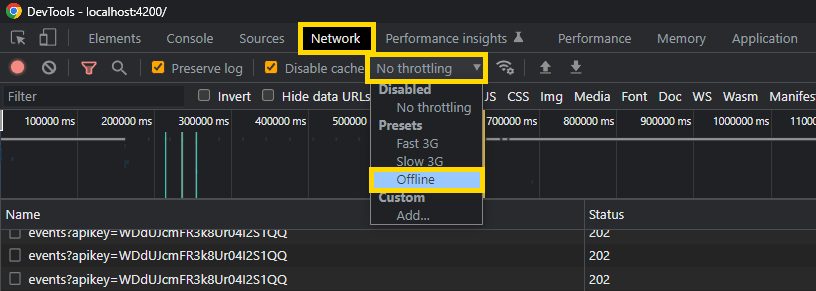 DevTools - localhost:4200/
Elements Console Sources Network Performance insights Performance Memory Application
Preserve log Disable cache No throttling
Filter Invert Hide data URLs JS CSS Img Media Font Doc WS Wasm Manifes
Disabled
No throttling
Presets
Fast 3G
Slow 3G
Offline
Custom
Add...
100000 ms 200000 ms 300000 ms 400000 ms 500 700000 ms 800000 ms 900000 ms 1000000 ms 1100
Name Status
events?apikey=WDdUJcmFR3k8Ur04I2S1QQ 202
events?apikey=WDdUJcmFR3k8Ur04I2S1QQ 202
events?apikey=WDdUJcmFR3k8Ur04I2S1QQ 202